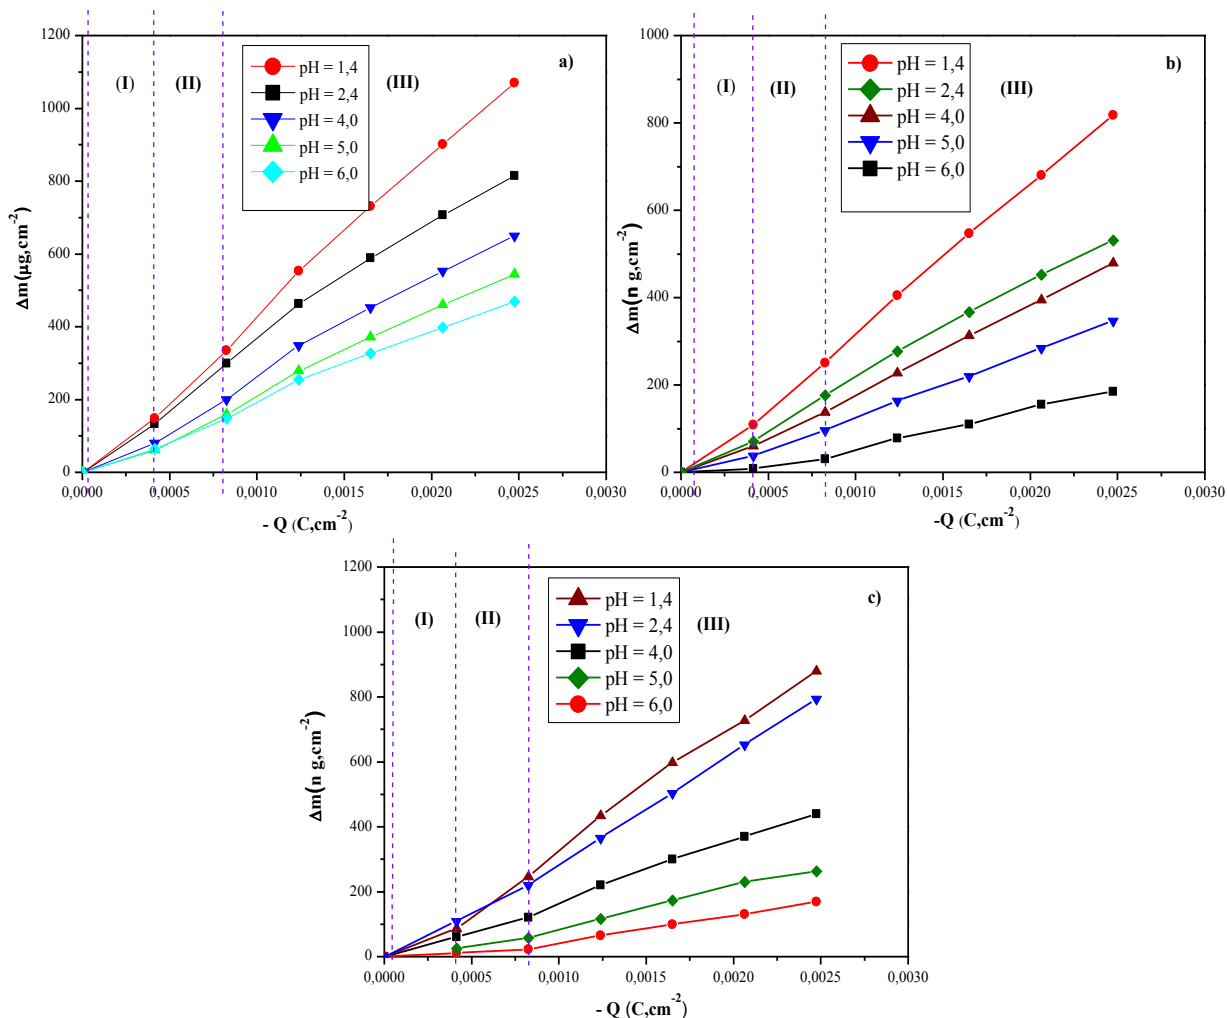 1200
1000
800
600
400
200
0
Δm(µg,cm-2)
(I)
(II)
(III)
a)
pH = 1,4
pH = 2,4
pH = 4,0
pH = 5,0
pH = 6,0
0,0000 0,0005 0,0010 0,0015 0,0020 0,0025 0,0030
- Q (C,cm-2)
1000
800
600
400
200
0
Δm(n g,cm-2)
(I)
(II)
(III)
b)
pH = 1,4
pH = 2,4
pH = 4,0
pH = 5,0
pH = 6,0
0,0000 0,0005 0,0010 0,0015 0,0020 0,0025 0,0030
-Q (C,cm-2)
1200
1000
800
600
400
200
0
Δm(n g,cm-2)
(I)
(II)
(III)
c)
pH = 1,4
pH = 2,4
pH = 4,0
pH = 5,0
pH = 6,0
0,0000 0,0005 0,0010 0,0015 0,0020 0,0025 0,0030
- Q (C,cm-2)